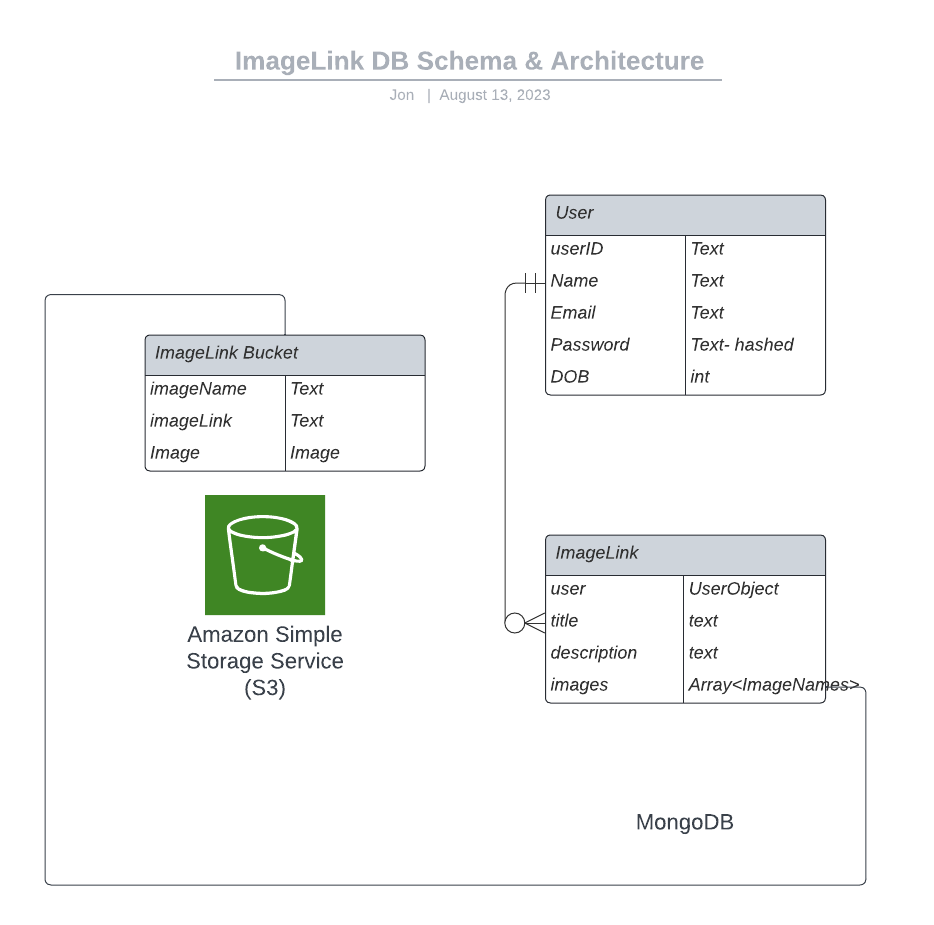 ImageLink DB Schema & Architecture
Jon | August 13, 2023
User
userID Text
Name Text
Email Text
Password Text- hashed
DOB int
ImageLink Bucket
imageName Text
imageLink Text
Image Image
Amazon Simple
Storage Service
(S3)
ImageLink
user UserObject
title text
description text
images Array<ImageNames>
MongoDB